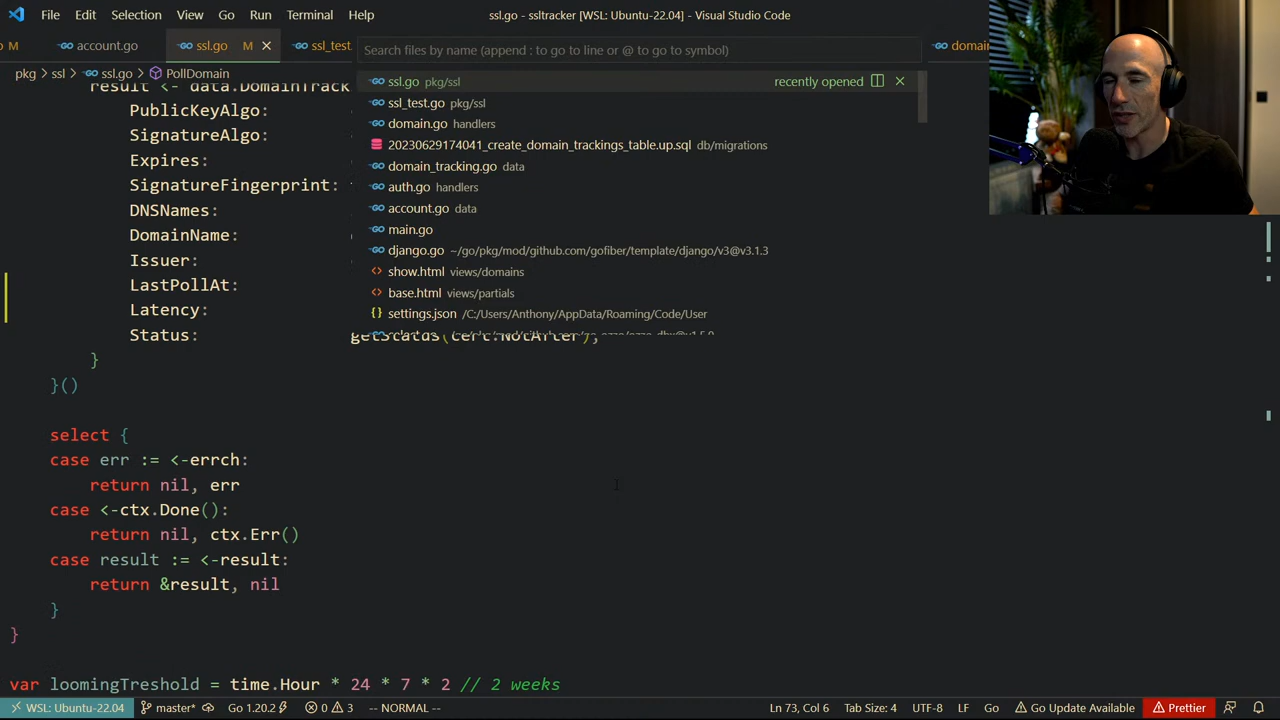 File Edit Selection View Go Run Terminal Help
ssl.go - ssltracker [WSL: Ubuntu-22.04] - Visual Studio Code
M account.go ssl.go M ssl_test domain
pkg > ssl > ssl.go > PollDomain
Search files by name (append : to go to line or @ to go to symbol)
ssl.go pkg/ssl recently opened
ssl_test.go pkg/ssl
domain.go handlers
20230629174041_create_domain_trackings_table.up.sql db/migrations
domain_tracking.go data
auth.go handlers
account.go data
main.go
django.go ~/go/pkg/mod/github.com/gofiber/template/django/v3@v3.1.3
show.html views/domains
base.html views/partials
settings.json /C:/Users/Anthony/AppData/Roaming/Code/User
result <- data.DomainTrack
PublicKeyAlgo:
SignatureAlgo:
Expires:
SignatureFingerprint:
DNSNames:
DomainName:
Issuer:
LastPollAt:
Latency:
Status: getStatus(cert.NotAfter),
}
}()
select {
case err := <-errch:
return nil, err
case <-ctx.Done():
return nil, ctx.Err()
case result := <-result:
return &result, nil
}
}
var loomingTreshold = time.Hour * 24 * 7 * 2 // 2 weeks
WSL: Ubuntu-22.04 master* Go 1.20.2 0 3 -- NORMAL -- Ln 73, Col 6 Tab Size: 4 UTF-8 LF Go Go Update Available Prettier